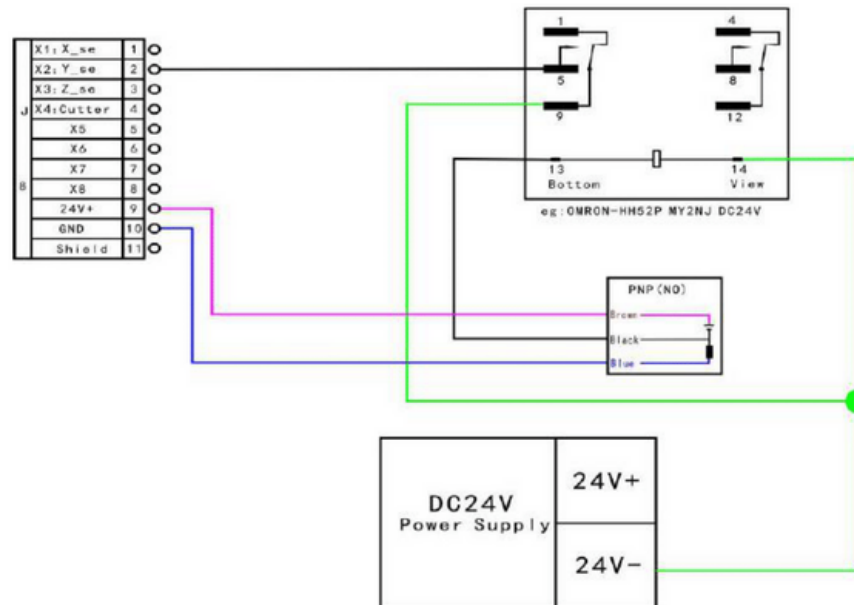 X1:X_se 1
X2:Y_se 2
X3:Z_se 3
X4:Cutter 4
X5 5
X6 6
X7 7
X8 8
24V+ 9
GND 10
Shield 11
J
8
1
4
5
8
9
12
13
14
Bottom
View
eg:OMRON-HH52P MY2NJ DC24V
PNP(NO)
Brown
Black
Blue
DC24V
Power Supply
24V+
24V-